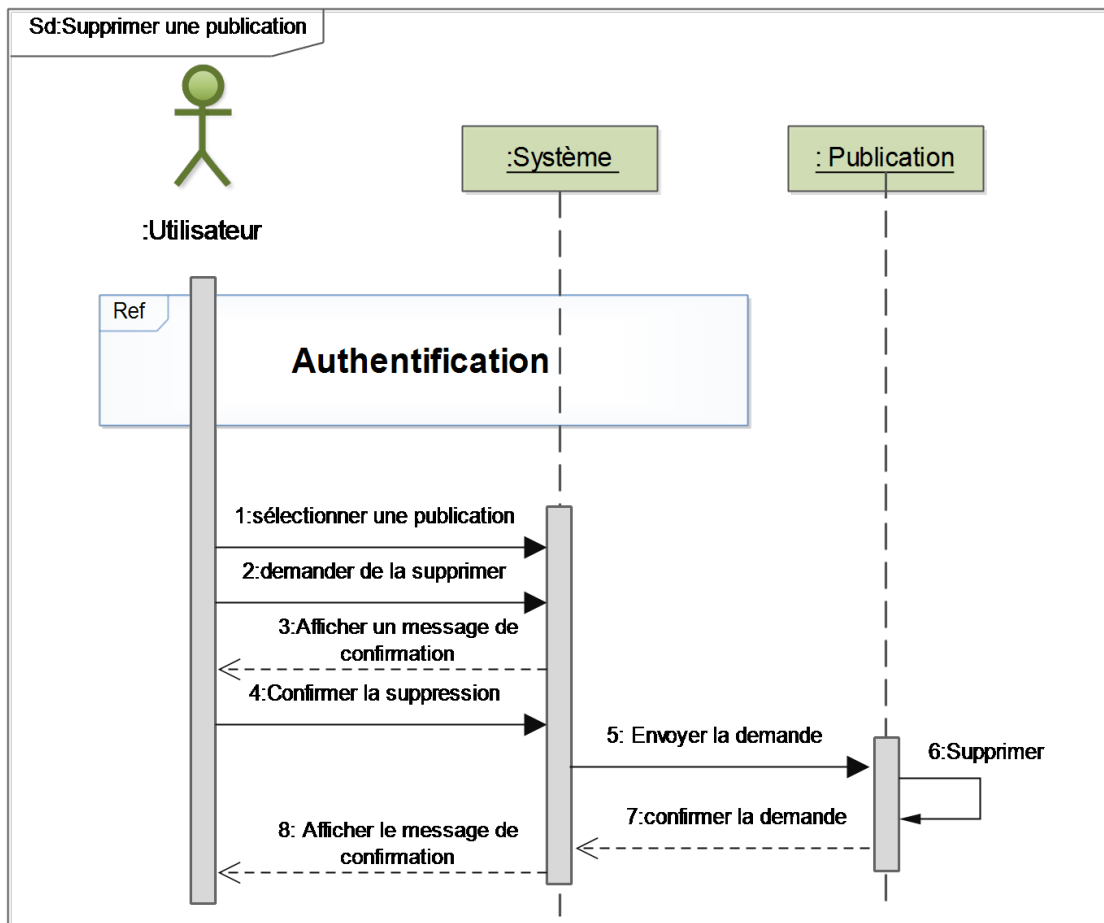 Sd:Supprimer une publication
:Système
: Publication
:Utilisateur
Ref
Authentification
1:sélectionner une publication
2:demander de la supprimer
3:Afficher un message de
confirmation
4:Confirmer la suppression
5: Envoyer la demande
6:Supprimer
7:confirmer la demande
8: Afficher le message de
confirmation